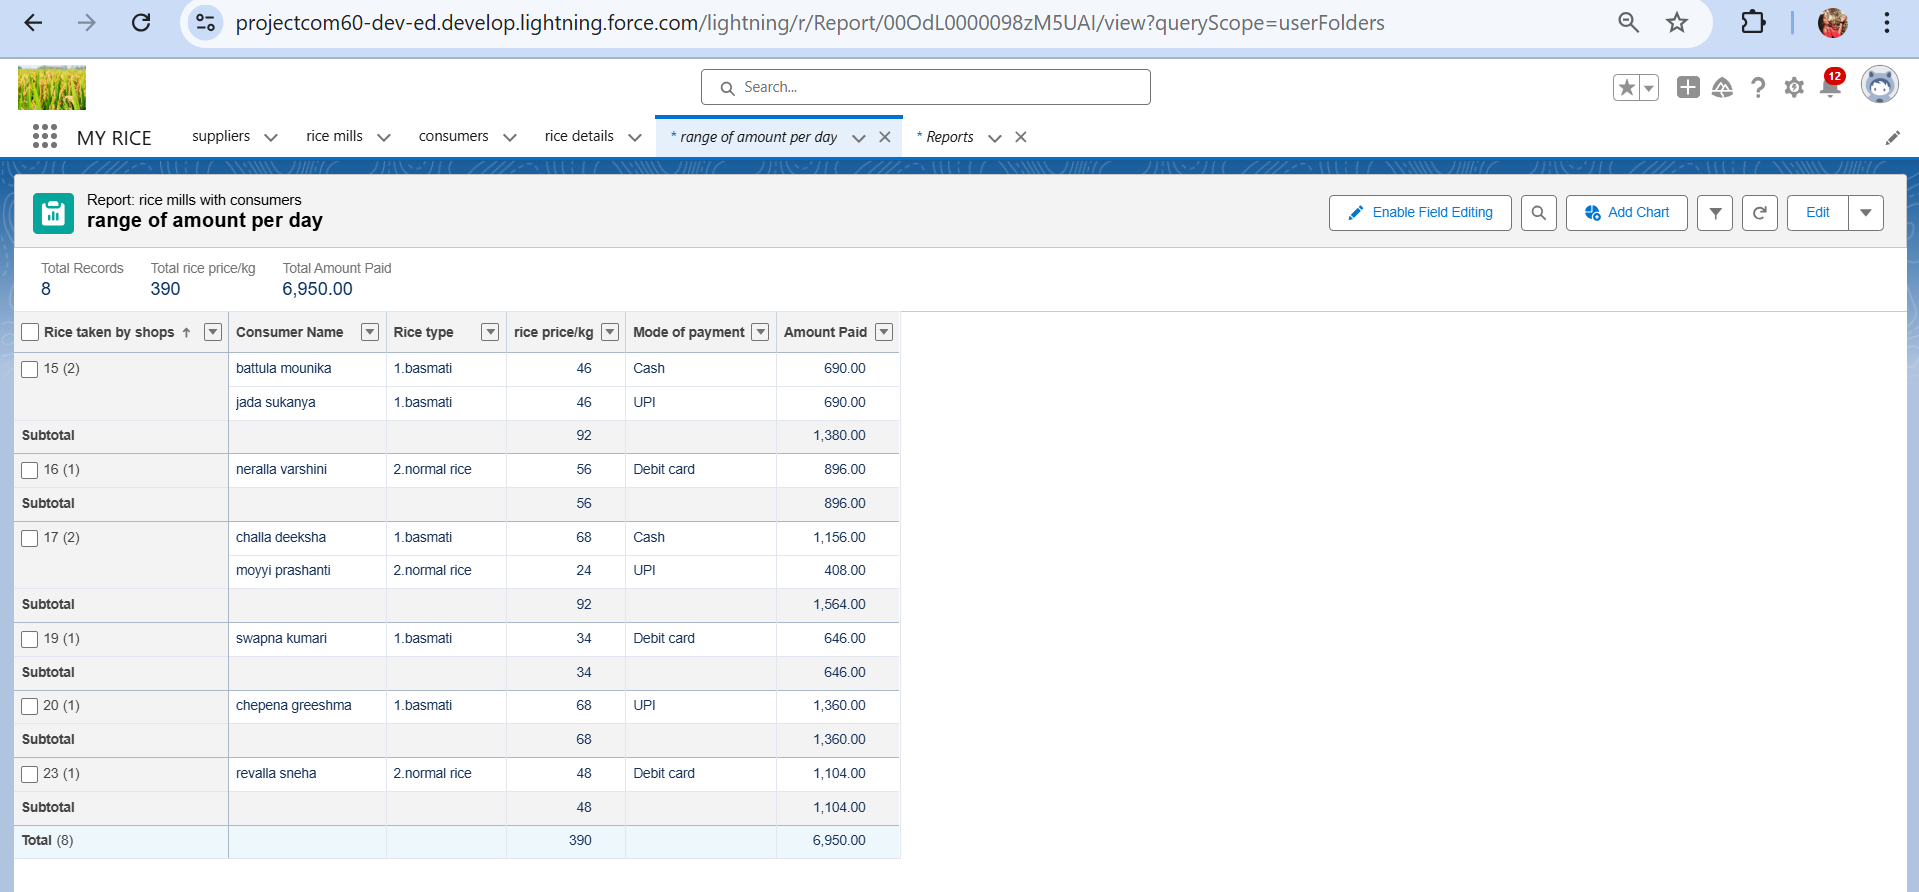 projectcom60-dev-ed.develop.lightning.force.com/lightning/r/Report/00OdL0000098zM5UAI/view?queryScope=userFolders
Search...
12
MY RICE suppliers rice mills consumers rice details * range of amount per day * Reports
Report: rice mills with consumers
range of amount per day
Enable Field Editing Add Chart Edit
Total Records Total rice price/kg Total Amount Paid
8 390 6,950.00
Rice taken by shops ↑ Consumer Name Rice type rice price/kg Mode of payment Amount Paid
15 (2) battula mounika 1.basmati 46 Cash 690.00
jada sukanya 1.basmati 46 UPI 690.00
Subtotal 92 1,380.00
16 (1) neralla varshini 2.normal rice 56 Debit card 896.00
Subtotal 56 896.00
17 (2) challa deeksha 1.basmati 68 Cash 1,156.00
moyyi prashanti 2.normal rice 24 UPI 408.00
Subtotal 92 1,564.00
19 (1) swapna kumari 1.basmati 34 Debit card 646.00
Subtotal 34 646.00
20 (1) chepena greeshma 1.basmati 68 UPI 1,360.00
Subtotal 68 1,360.00
23 (1) revalla sneha 2.normal rice 48 Debit card 1,104.00
Subtotal 48 1,104.00
Total (8) 390 6,950.00